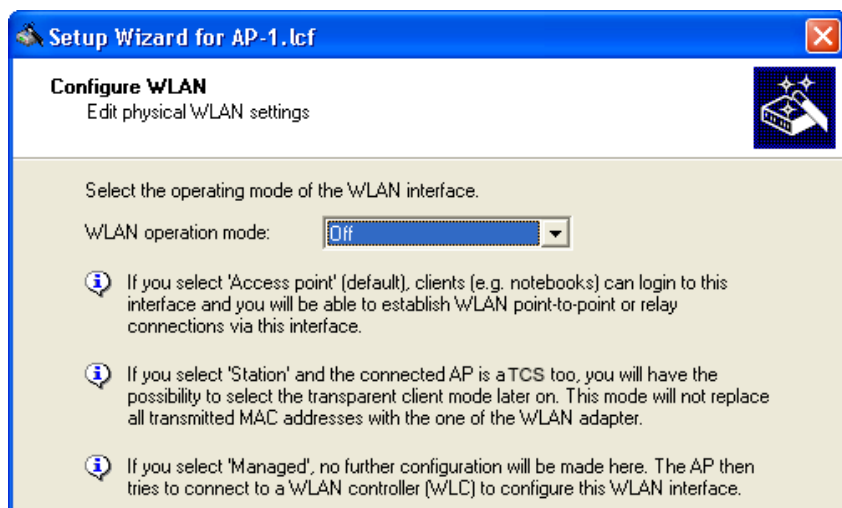 Setup Wizard for AP-1.lcf
Configure WLAN
Edit physical WLAN settings
Select the operating mode of the WLAN interface.
WLAN operation mode: Off
If you select 'Access point' (default), clients (e.g. notebooks) can login to this
interface and you will be able to establish WLAN point-to-point or relay
connections via this interface.
If you select 'Station' and the connected AP is a TCS too, you will have the
possibility to select the transparent client mode later on. This mode will not replace
all transmitted MAC addresses with the one of the WLAN adapter.
If you select 'Managed', no further configuration will be made here. The AP then
tries to connect to a WLAN controller (WLC) to configure this WLAN interface.